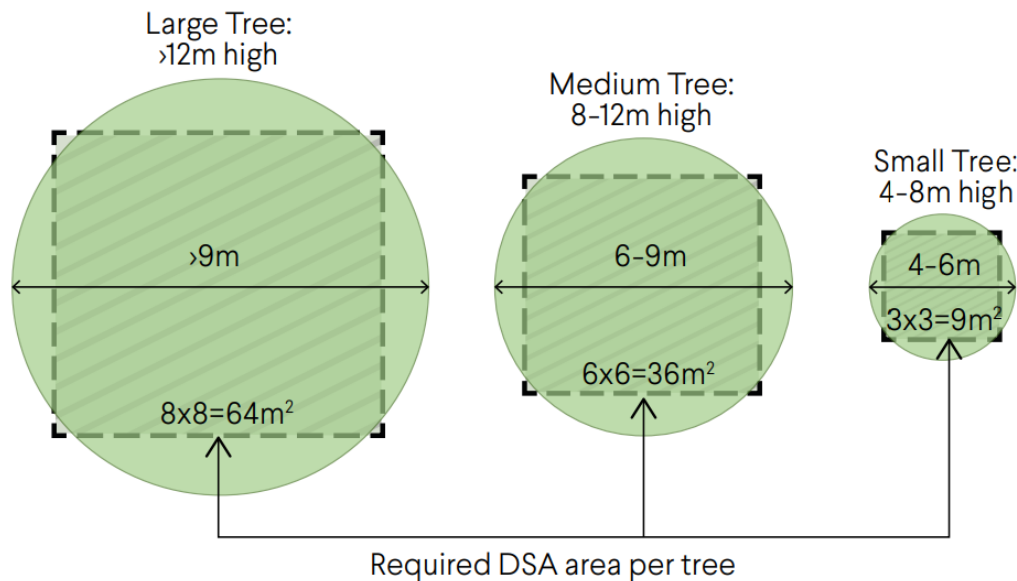 Large Tree:
›12m high
›9m
8x8=64m²
Medium Tree:
8-12m high
6-9m
6x6=36m²
Small Tree:
4-8m high
4-6m
3x3=9m²
Required DSA area per tree